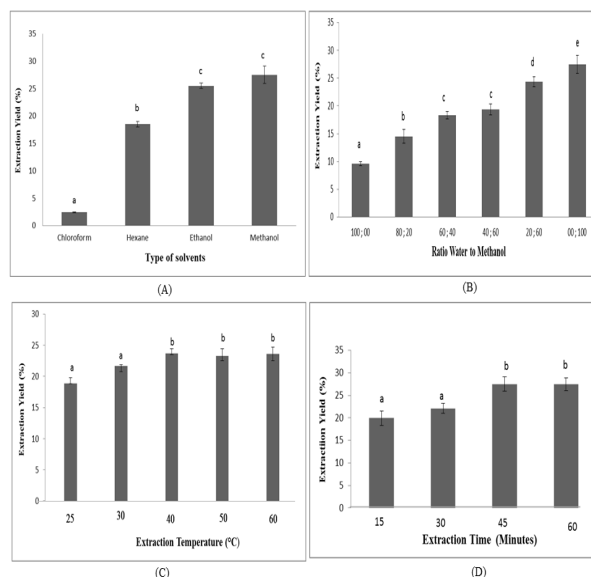 Extraction Yield (%)
35
30
25
20
15
10
5
0
a
b
c
c
Chloroform Hexane Ethanol Methanol
Type of solvents
(A)
Extraction Yield (%)
35
30
25
20
15
10
5
0
a
b
c
c
d
e
100 ; 00 80 ; 20 60 ; 40 40 ; 60 20 ; 60 00 ; 100
Ratio Water to Methanol
(B)
Extraction Yield (%)
30
25
20
15
10
5
0
a
a
b
b
b
25 30 40 50 60
Extraction Temperature (°C)
(C)
Extraction Yield (%)
35
30
25
20
15
10
5
0
a
a
b
b
15 30 45 60
Extraction Time (Minutes)
(D)